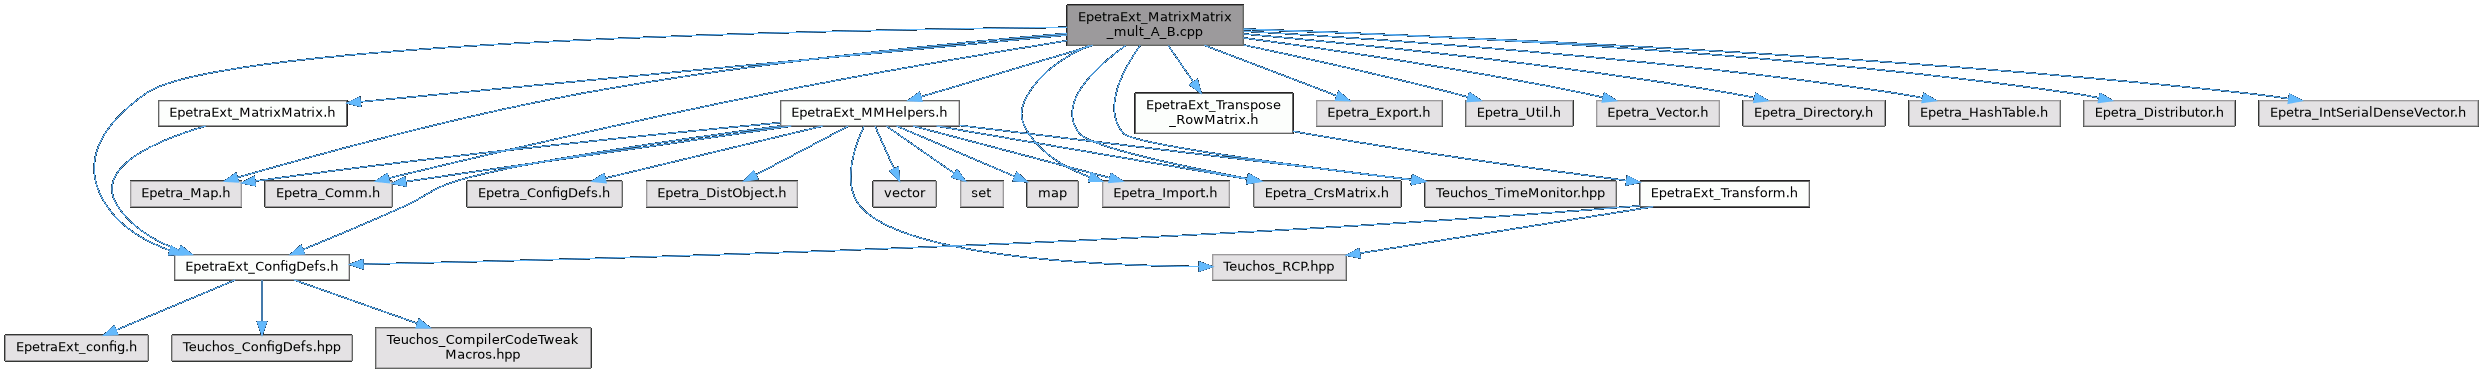 EpetraExt_MatrixMatrix
_mult_A_B.cpp
EpetraExt_MatrixMatrix.h
EpetraExt_MMHelpers.h
EpetraExt_Transpose
_RowMatrix.h
Epetra_Export.h
Epetra_Util.h
Epetra_Vector.h
Epetra_Directory.h
Epetra_HashTable.h
Epetra_Distributor.h
Epetra_IntSerialDenseVector.h
Epetra_Map.h
Epetra_Comm.h
Epetra_ConfigDefs.h
Epetra_DistObject.h
vector
set
map
Epetra_Import.h
Epetra_CrsMatrix.h
Teuchos_TimeMonitor.hpp
EpetraExt_Transform.h
EpetraExt_ConfigDefs.h
Teuchos_RCP.hpp
EpetraExt_config.h
Teuchos_ConfigDefs.hpp
Teuchos_CompilerCodeTweak
Macros.hpp